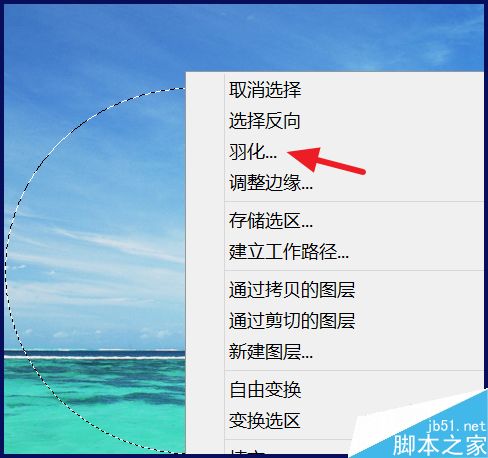 取消选择
选择反向
羽化...
调整边缘...
存储选区...
建立工作路径...
通过拷贝的图层
通过剪切的图层
新建图层...
自由变换
变换选区
jb51.net
脚本之家